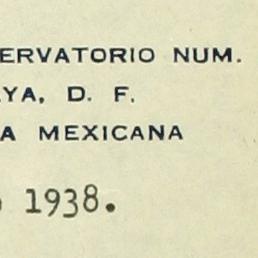 ERVATORIO NUM.
YA, D. F.
A MEXICANA
1938.